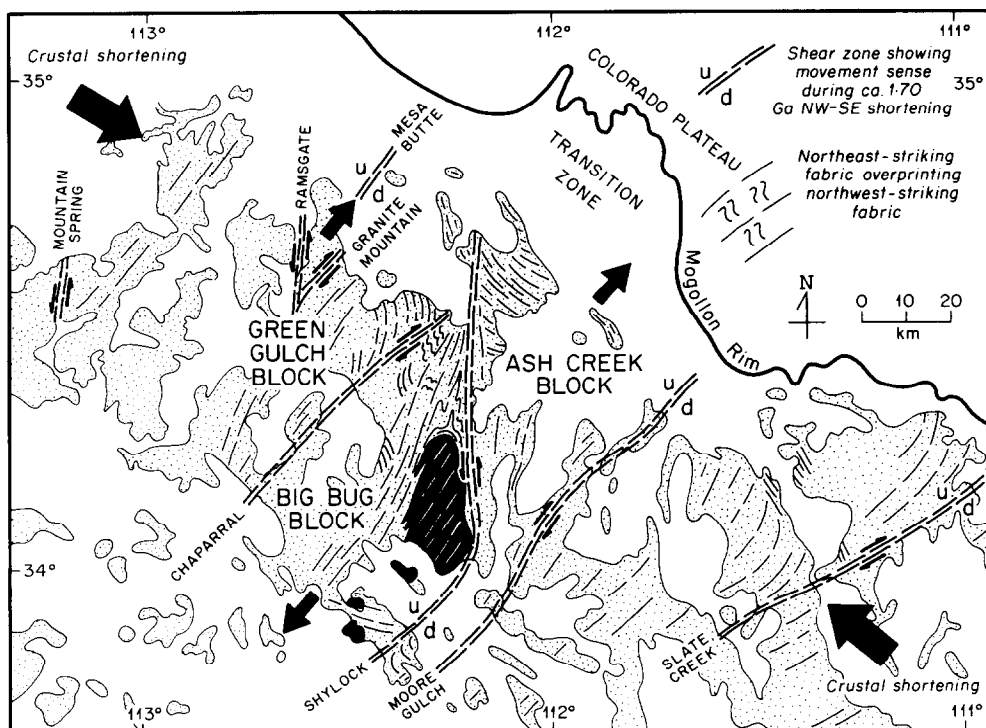 113°
112°
111°
Crustal shortening
35°
COLORADO PLATEAU
TRANSITION
ZONE
u
d
Shear zone showing
movement sense
during ca. 1·70
Ga NW-SE shortening
35°
Northeast-striking
fabric overprinting
northwest-striking
fabric
MOUNTAIN
SPRING
RAMSGATE
MESA
BUTTE
u
d
GRANITE
MOUNTAIN
Mogollon Rim
N
0 10 20
km
GREEN
GULCH
BLOCK
ASH CREEK
BLOCK
u
d
BIG BUG
BLOCK
CHAPARRAL
34°
u
d
SHYLOCK
MOORE
GULCH
u
d
34°
SLATE
CREEK
Crustal shortening
113°
112°
111°